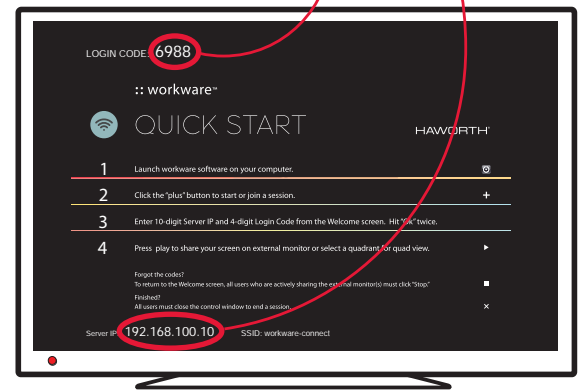 LOGIN CODE: 6988
:: workware™
QUICK START
HAWORTH®
1 Launch workware software on your computer.
2 Click the "plus" button to start or join a session. +
3 Enter 10-digit Server IP and 4-digit Login Code from the Welcome screen. Hit "Ok" twice.
4 Press play to share your screen on external monitor or select a quadrant for quad view.
Forgot the codes?
To return to the Welcome screen, all users who are actively sharing the external monitor(s) must click "Stop."
Finished?
All users must close the control window to end a session. ×
Server IP: 192.168.100.10 SSID: workware-connect